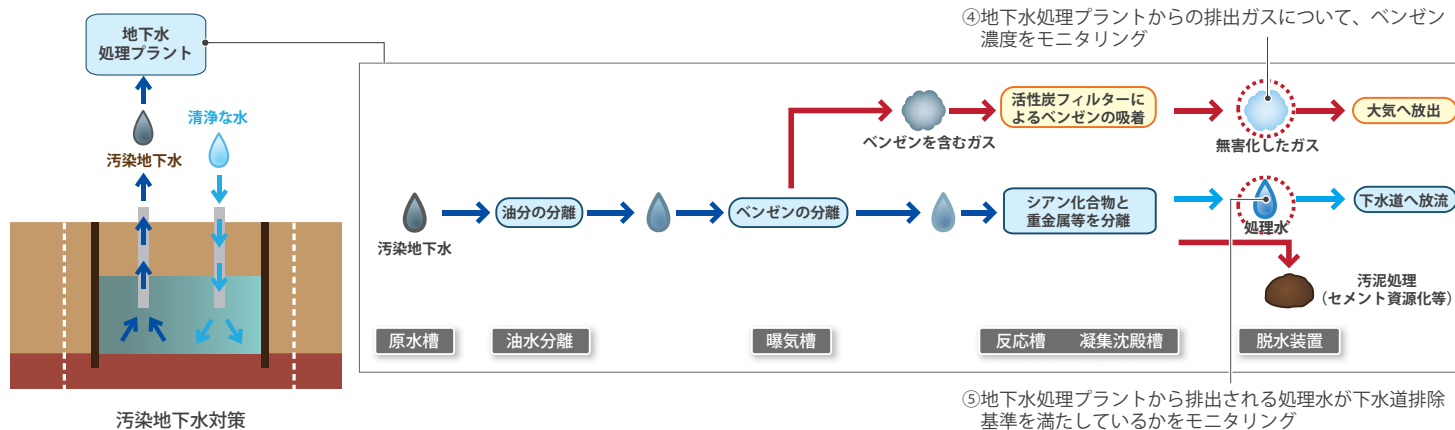 ④地下水処理プラントからの排出ガスについて、ベンゼン
濃度をモニタリング
地下水
処理プラント
清浄な水
汚染地下水
ベンゼンを含むガス
活性炭フィルターに
よるベンゼンの吸着
無害化したガス
大気へ放出
汚染地下水
油分の分離
ベンゼンの分離
シアン化合物と
重金属等を分離
処理水
下水道へ放流
汚泥処理
（セメント資源化等）
原水槽
油水分離
曝気槽
反応槽
凝集沈殿槽
脱水装置
汚染地下水対策
⑤地下水処理プラントから排出される処理水が下水道排除
基準を満たしているかをモニタリング